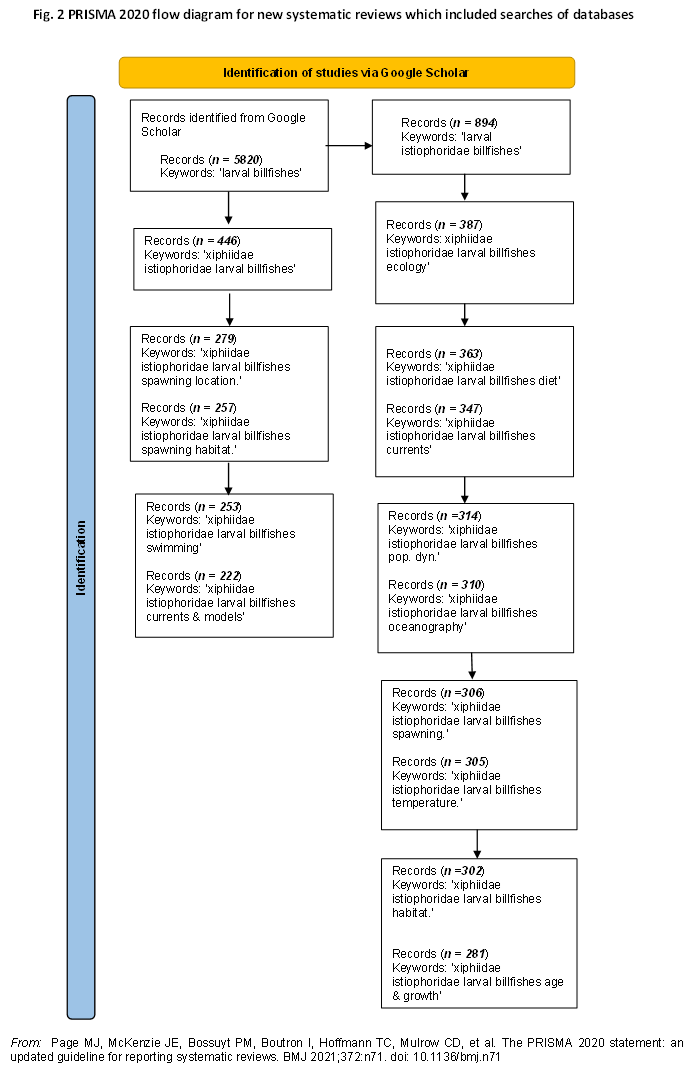 Fig. 2 PRISMA 2020 flow diagram for new systematic reviews which included searches of databases
Identification of studies via Google Scholar
Identification
Records identified from Google
Scholar
Records (n = 5820)
Keywords: 'larval billfishes'
Records (n = 446)
Keywords: 'xiphiidae
istiophoridae larval billfishes'
Records (n = 279)
Keywords: 'xiphiidae
istiophoridae larval billfishes
spawning location.'
Records (n = 257)
Keywords: 'xiphiidae
istiophoridae larval billfishes
spawning habitat.'
Records (n = 253)
Keywords: 'xiphiidae
istiophoridae larval billfishes
swimming'
Records (n = 222)
Keywords: 'xiphiidae
istiophoridae larval billfishes
currents & models'
Records (n = 894)
Keywords: 'larval
istiophoridae billfishes'
Records (n = 387)
Keywords: xiphiidae
istiophoridae larval billfishes
ecology'
Records (n = 363)
Keywords: 'xiphiidae
istiophoridae larval billfishes diet'
Records (n = 347)
Keywords: 'xiphiidae
istiophoridae larval billfishes
currents'
Records (n =314)
Keywords: 'xiphiidae
istiophoridae larval billfishes
pop. dyn.'
Records (n = 310)
Keywords: 'xiphiidae
istiophoridae larval billfishes
oceanography'
Records (n =306)
Keywords: 'xiphiidae
istiophoridae larval billfishes
spawning.'
Records (n = 305)
Keywords: 'xiphiidae
istiophoridae larval billfishes
temperature.'
Records (n =302)
Keywords: 'xiphiidae
istiophoridae larval billfishes
habitat.'
Records (n = 281)
Keywords: 'xiphiidae
istiophoridae larval billfishes age
& growth'
From: Page MJ, McKenzie JE, Bossuyt PM, Boutron I, Hoffmann TC, Mulrow CD, et al. The PRISMA 2020 statement: an
updated guideline for reporting systematic reviews. BMJ 2021;372:n71. doi: 10.1136/bmj.n71